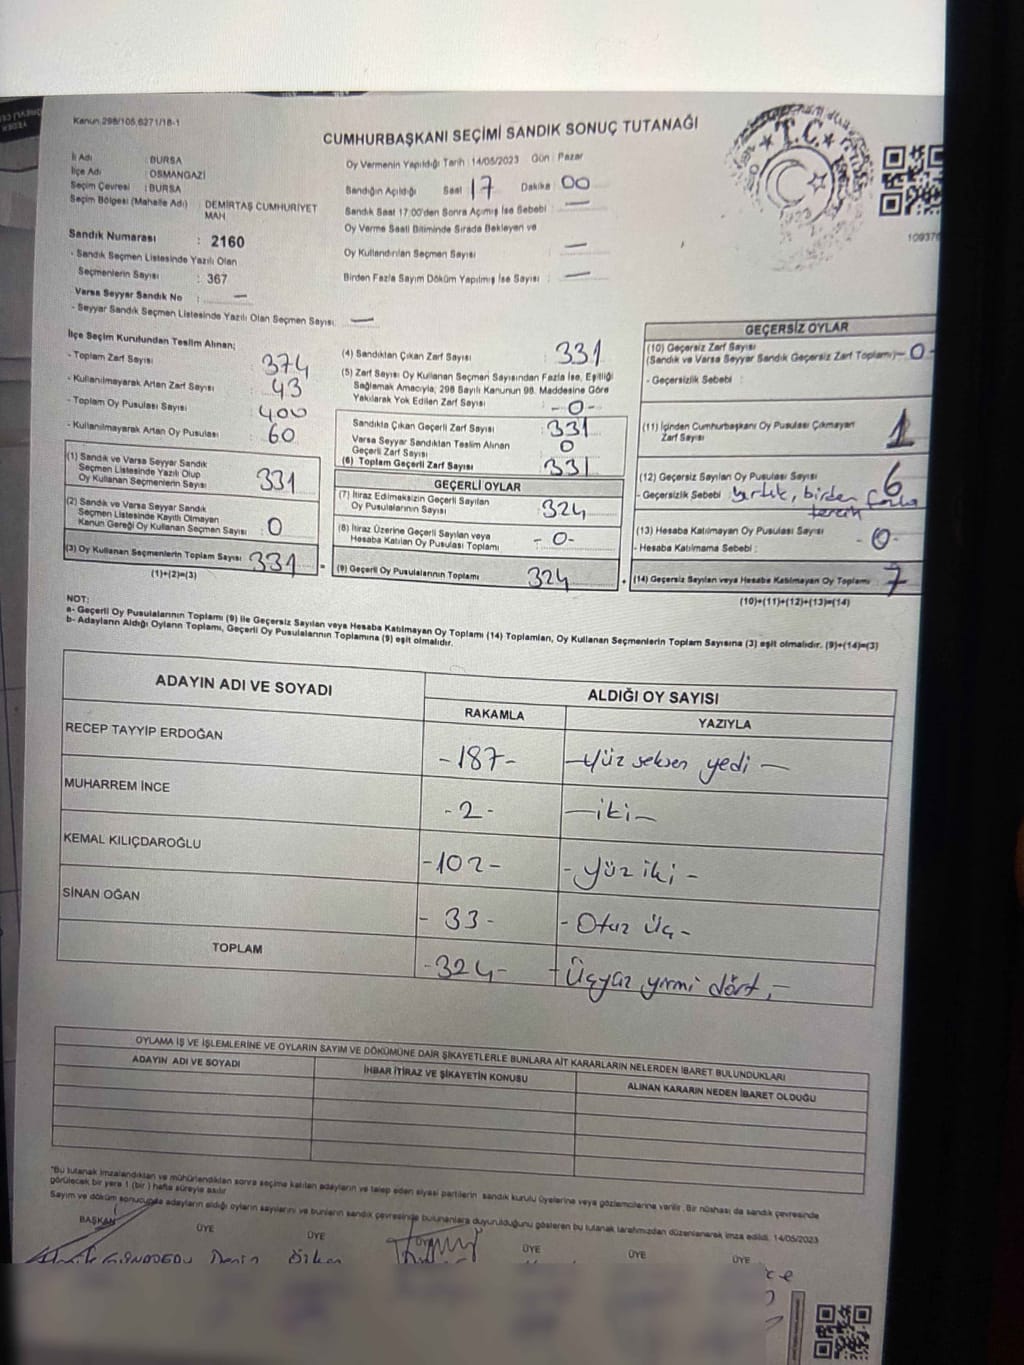 Kanun 298/105.6271/18-1
CUMHURBAŞKANI SEÇİMİ SANDIK SONUÇ TUTANAĞI
T.C.
İl Adı : BURSA
İlçe Adı : OSMANGAZİ
Seçim Çevresi : BURSA
Seçim Bölgesi (Mahalle Adı) : DEMİRTAŞ CUMHURİYET MAH
Sandık Numarası : 2160
- Sandık Seçmen Listesinde Yazılı Olan
Seçmenlerin Sayısı : 367
Varsa Seyyar Sandık No : —
- Seyyar Sandık Seçmen Listesinde Yazılı Olan Seçmen Sayısı: —
Oy Vermenin Yapıldığı Tarih : 14/05/2023 Gün : Pazar
Sandığın Açıldığı Saat 17 Dakika 00
Sandık Saat 17:00'den Sonra Açılmış İse Sebebi : —
Oy Verme Saati Bitiminde Sırada Bekleyen ve
Oy Kullandırılan Seçmen Sayısı : —
Birden Fazla Sayım Döküm Yapılmış İse Sayısı : —
109376
İlçe Seçim Kurulundan Teslim Alınan;
- Toplam Zarf Sayısı : 374
- Kullanılmayarak Artan Zarf Sayısı : 43
- Toplam Oy Pusulası Sayısı : 400
- Kullanılmayarak Artan Oy Pusulası : 60
(1) Sandık ve Varsa Seyyar Sandık
Seçmen Listesinde Yazılı Olup
Oy Kullanan Seçmenlerin Sayısı : 331
(2) Sandık ve Varsa Seyyar Sandık
Seçmen Listesinde Kayıtlı Olmayan
Kanun Gereği Oy Kullanan Seçmen Sayısı : 0
(3) Oy Kullanan Seçmenlerin Toplam Sayısı : 331
(1)+(2)=(3)
(4) Sandıktan Çıkan Zarf Sayısı : 331
(5) Zarf Sayısı Oy Kullanan Seçmen Sayısından Fazla İse, Eşitliği
Sağlamak Amacıyla, 298 Sayılı Kanunun 98. Maddesine Göre
Yakılarak Yok Edilen Zarf Sayısı : -0-
Sandıkta Çıkan Geçerli Zarf Sayısı : 331
Varsa Seyyar Sandıktan Teslim Alınan
Geçerli Zarf Sayısı : 0
(6) Toplam Geçerli Zarf Sayısı : 331
GEÇERLİ OYLAR
(7) İtiraz Edilmeksizin Geçerli Sayılan
Oy Pusulalarının Sayısı : 324
(8) İtiraz Üzerine Geçerli Sayılan veya
Hesaba Katılan Oy Pusulası Toplamı : -0-
(9) Geçerli Oy Pusulalarının Toplamı : 324
GEÇERSİZ OYLAR
(10) Geçersiz Zarf Sayısı
(Sandık ve Varsa Seyyar Sandık Geçersiz Zarf Toplamı) -0-
- Geçersizlik Sebebi :
(11) İçinden Cumhurbaşkanı Oy Pusulası Çıkmayan
Zarf Sayısı : 1
(12) Geçersiz Sayılan Oy Pusulası Sayısı : 6
- Geçersizlik Sebebi birden fazla
tercih
(13) Hesaba Katılmayan Oy Pusulası Sayısı : -0-
- Hesaba Katılmama Sebebi :
(14) Geçersiz Sayılan veya Hesaba Katılmayan Oy Toplamı : 7
(10)+(11)+(12)+(13)=(14)
NOT:
a- Geçerli Oy Pusulalarının Toplamı (9) ile Geçersiz Sayılan veya Hesaba Katılmayan Oy Toplamı (14) Toplamları, Oy Kullanan Seçmenlerin Toplam Sayısına (3) eşit olmalıdır. (9)+(14)=(3)
b- Adayların Aldığı Oyların Toplamı, Geçerli Oy Pusulalarının Toplamına (9) eşit olmalıdır.
ADAYIN ADI VE SOYADI
ALDIĞI OY SAYISI
RAKAMLA YAZIYLA
RECEP TAYYİP ERDOĞAN -187- -Yüz seksen yedi-
MUHARREM İNCE -2- -iki-
KEMAL KILIÇDAROĞLU -102- -Yüz iki-
SİNAN OĞAN -33- -Otuz Üç-
TOPLAM -324- -Üçyüz yirmi dört-
OYLAMA İŞ VE İŞLEMLERİNE VE OYLARIN SAYIM VE DÖKÜMÜNE DAİR ŞİKAYETLERLE BUNLARA AİT KARARLARIN NELERDEN İBARET BULUNDUKLARI
ADAYIN ADI VE SOYADI İHBAR İTİRAZ VE ŞİKAYETİN KONUSU ALINAN KARARIN NEDEN İBARET OLDUĞU
"Bu tutanak imzalandıktan ve mühürlendikten sonra seçime katılan adayların ve talep eden siyasi partilerin sandık kurulu üyelerine veya gözlemcilerine verilir. Bir nüshası da sandık çevresinde
görülecek bir yere 1 (bir) hafta süreyle asılır
Sayım ve döküm sonucunda adayların aldığı oyların sayılarını ve bunların sandık çevresinde bulunanlara duyurulduğunu gösteren bu tutanak tarafımızdan düzenlenerek imza edildi. 14/05/2023
BAŞKAN ÜYE ÜYE ÜYE ÜYE ÜYE ÜYE
Deniz Özkan